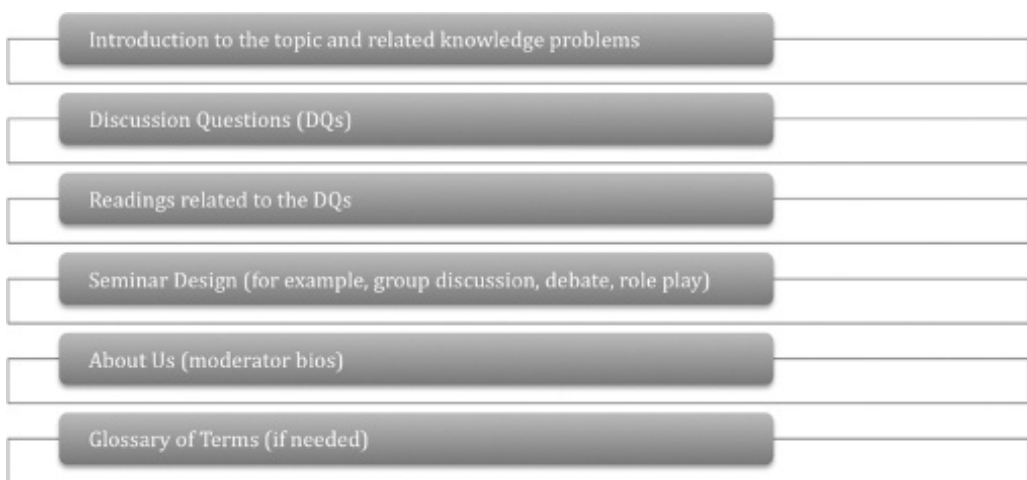 Introduction to the topic and related knowledge problems
Discussion Questions (DQs)
Readings related to the DQs
Seminar Design (for example, group discussion, debate, role play)
About Us (moderator bios)
Glossary of Terms (if needed)